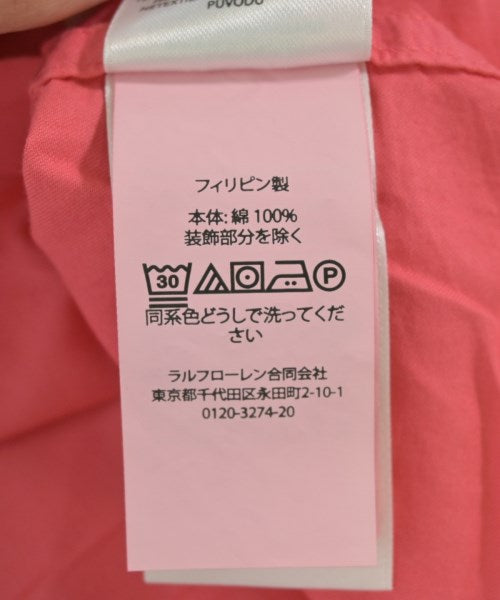 PŮVODU
フィリピン製
本体: 綿 100%
装飾部分を除く
30 P
同系色どうしで洗ってくだ
さい
ラルフローレン合同会社
東京都千代田区永田町2-10-1
0120-3274-20